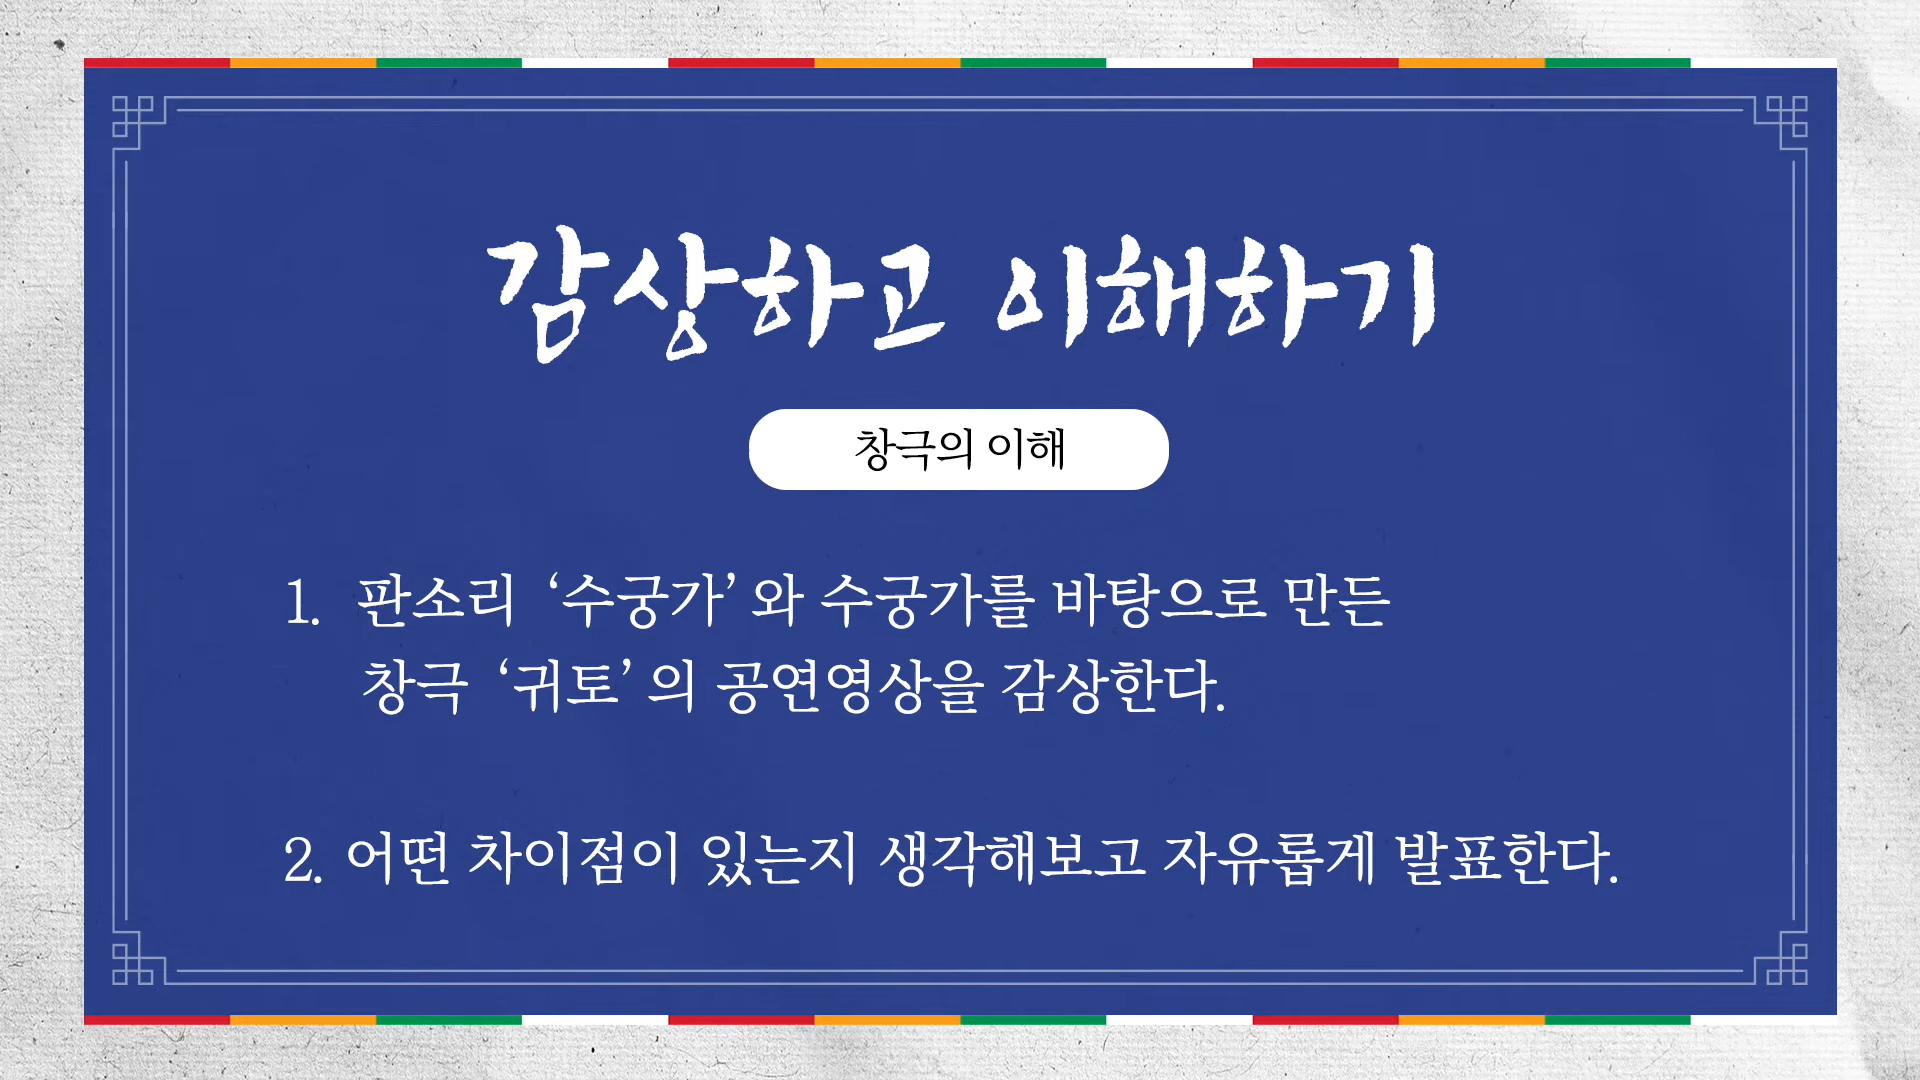 감상하고 이해하기
창극의 이해
1. 판소리 ‘수궁가’와 수궁가를 바탕으로 만든
창극 ‘귀토’의 공연영상을 감상한다.
2. 어떤 차이점이 있는지 생각해보고 자유롭게 발표한다.